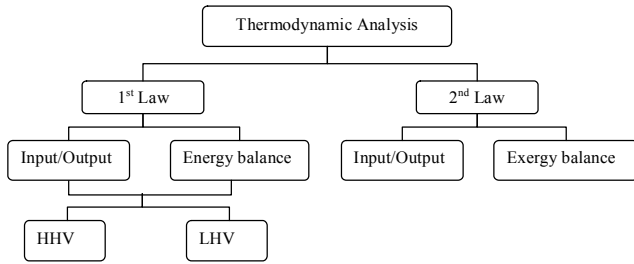 Thermodynamic Analysis
1st Law
2nd Law
Input/Output
Energy balance
Input/Output
Exergy balance
HHV
LHV